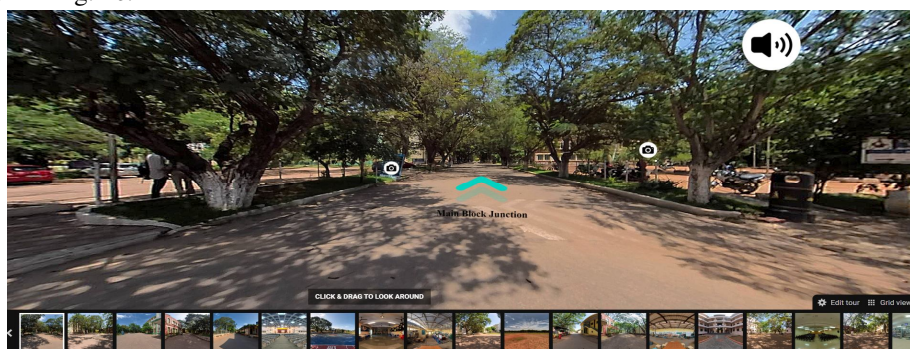 Main Block Junction
CLICK & DRAG TO LOOK AROUND
Edit tour
Grid view